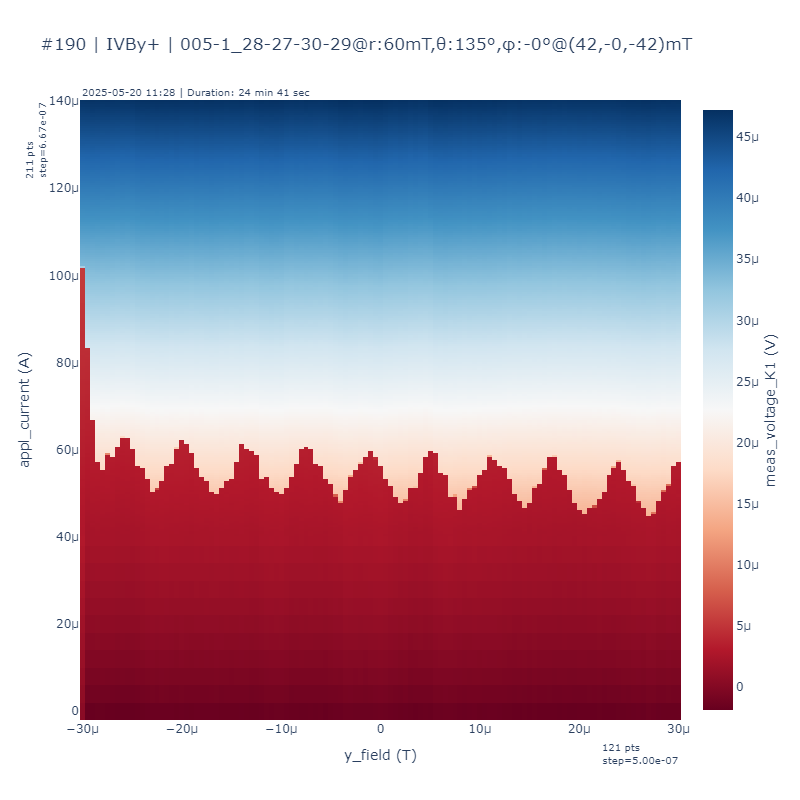 #190 | IVBy+ | 005-1_28-27-30-29@r:60mT,θ:135°,φ:-0°@(42,-0,-42)mT
2025-05-20 11:28 | Duration: 24 min 41 sec
211 pts
step=6.67e-07
140µ
120µ
100µ
80µ
60µ
40µ
20µ
0
appl_current (A)
−30µ
−20µ
−10µ
0
10µ
20µ
30µ
y_field (T)
121 pts
step=5.00e-07
45µ
40µ
35µ
30µ
25µ
20µ
15µ
10µ
5µ
0
meas_voltage_K1 (V)